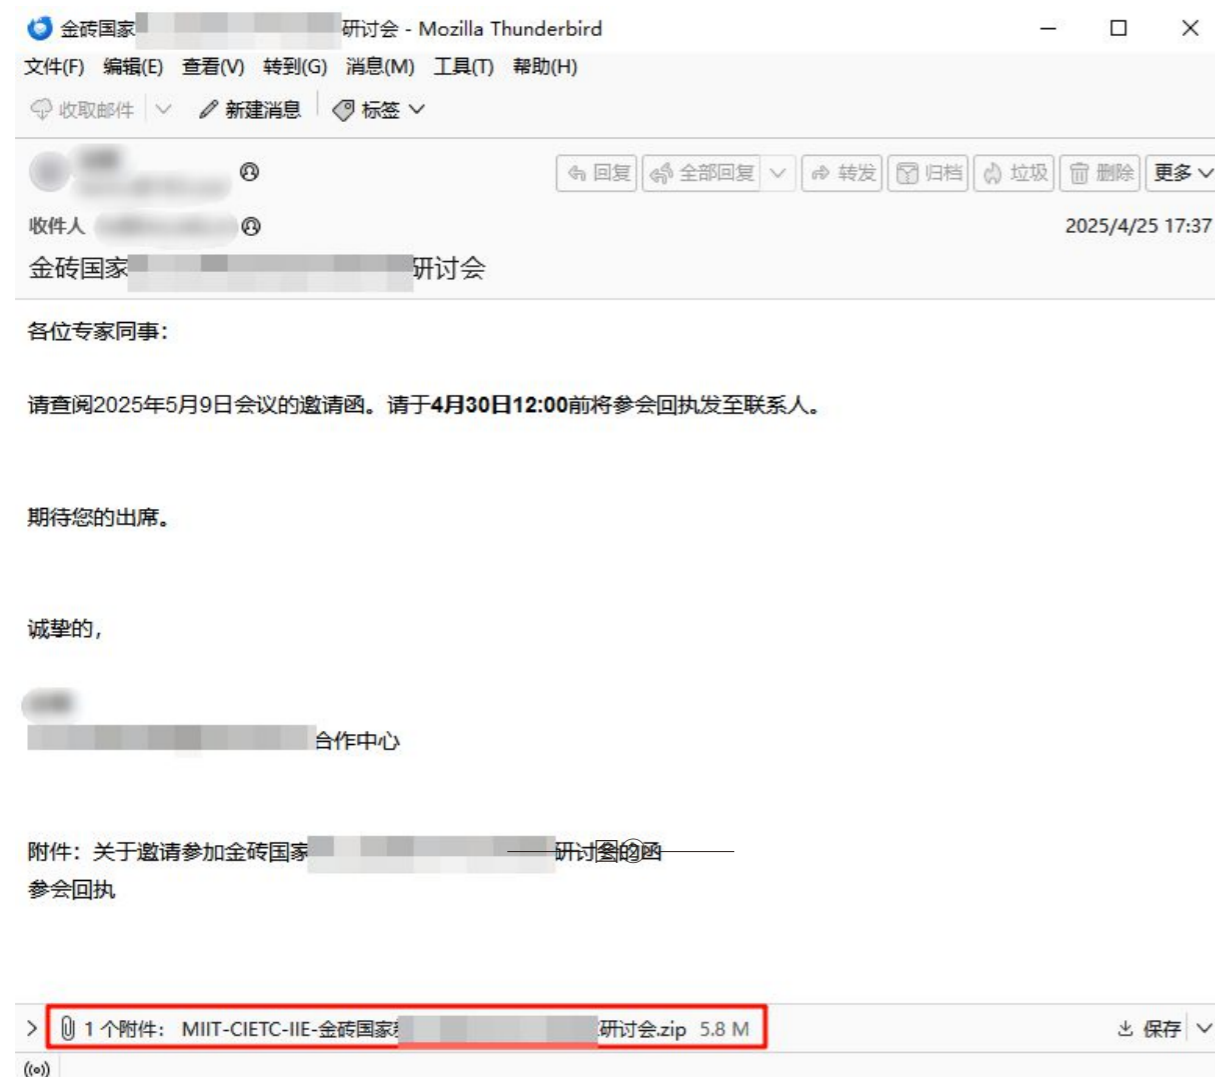 金砖国家 研讨会 - Mozilla Thunderbird
文件(F) 编辑(E) 查看(V) 转到(G) 消息(M) 工具(T) 帮助(H)
收取邮件 新建消息 标签
回复 全部回复 转发 归档 垃圾 删除 更多
收件人 2025/4/25 17:37
金砖国家 研讨会
各位专家同事：
请查阅2025年5月9日会议的邀请函。请于4月30日12:00前将参会回执发至联系人。
期待您的出席。
诚挚的，
合作中心
附件：关于邀请参加金砖国家 研讨会的函
参会回执
1 个附件： MIIT-CIETC-IIE-金砖国家 研讨会.zip 5.8 M 保存